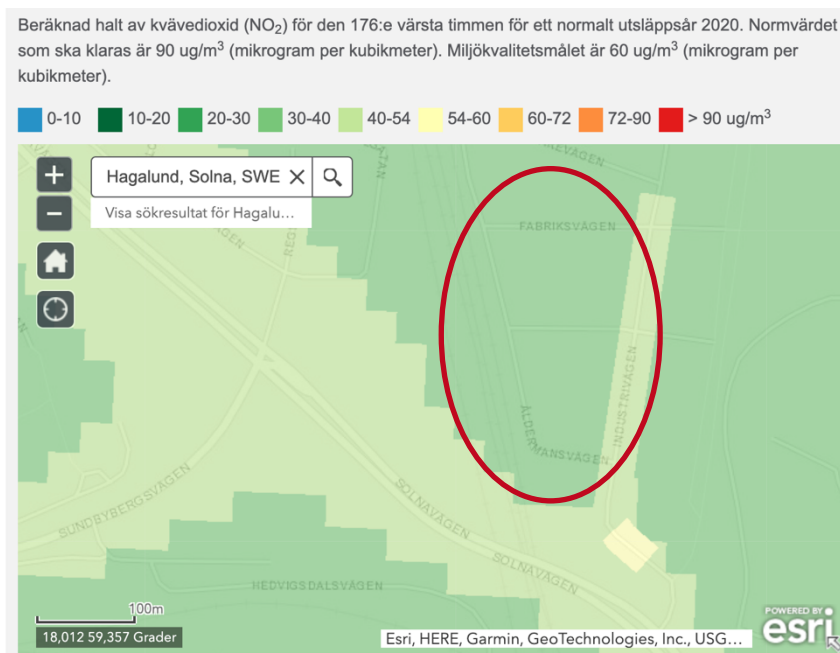 Beräknad halt av kvävedioxid (NO₂) för den 176:e värsta timmen för ett normalt utsläppsår 2020. Normvärdet
som ska klaras är 90 ug/m³ (mikrogram per kubikmeter). Miljökvalitetsmålet är 60 ug/m³ (mikrogram per
kubikmeter).
0-10 10-20 20-30 30-40 40-54 54-60 60-72 72-90 > 90 ug/m³
+
Hagalund, Solna, SWE
Visa sökresultat för Hagalu…
−
FABRIKSVÄGEN
INDUSTRIVÄGEN
ÅLDERMANSVÄGEN
SUNDBYBERGSVÄGEN
SOLNAVÄGEN
SOLNAVÄGEN
HEDVIGSDALSVÄGEN
100m
18,012 59,357 Grader
Esri, HERE, Garmin, GeoTechnologies, Inc., USG…
POWERED BY
esri